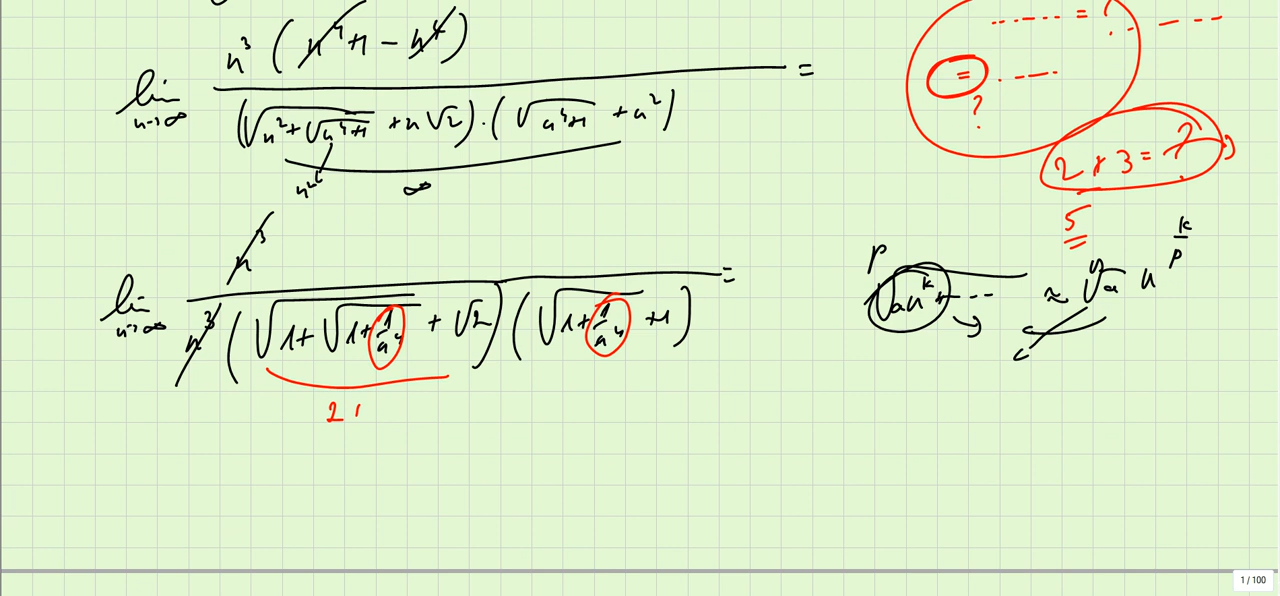 n³ (n⁴+1 − n⁴)
lim n→∞ / (√(n²+√(n⁴+1)) + n√2)·(√(n⁴+1) + n²) =
n²
∞
n³
lim n→∞ / n³ (√(1+√(1+1/n⁴)) + √2)(√(1+1/n⁴) + 1) =
2
....... = ?
= . ----
?
2 + 3 = ?
5
ᵖ√(an^k + --- ≈ ᵖ√a n^(k/p)
1 / 100